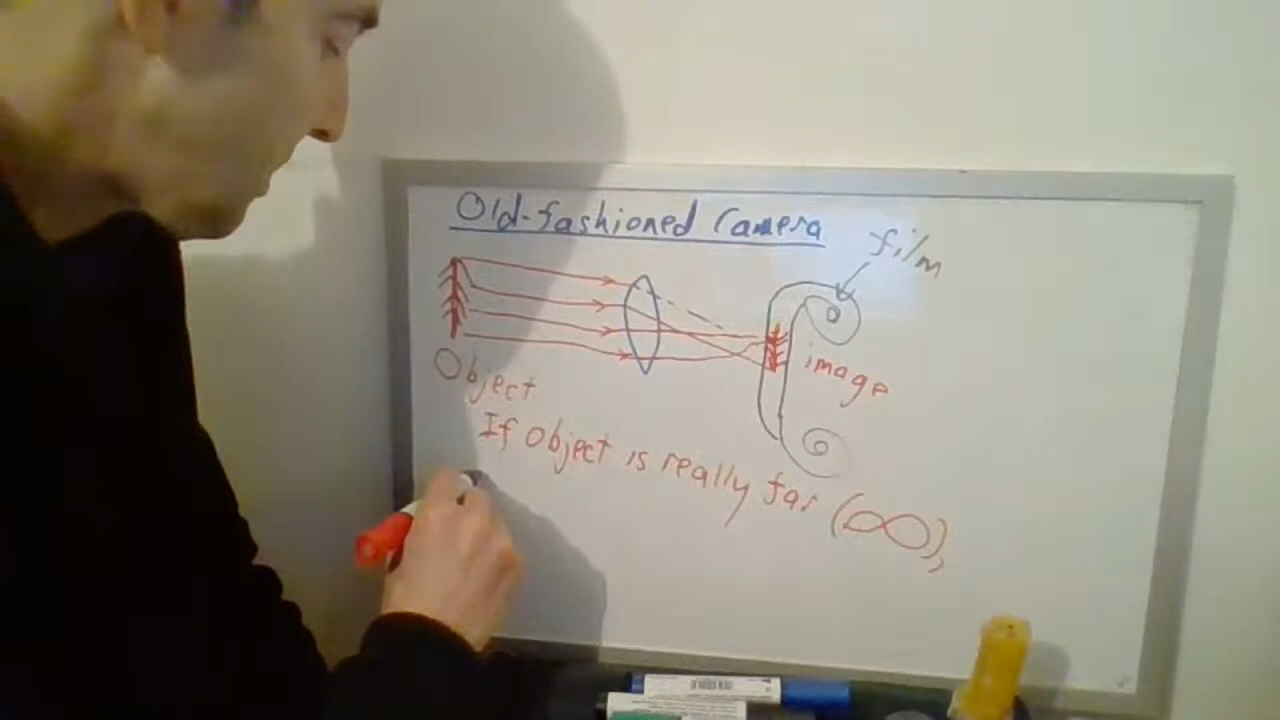 Old-fashioned Camera
film
image
Object
If object is really far (∞),